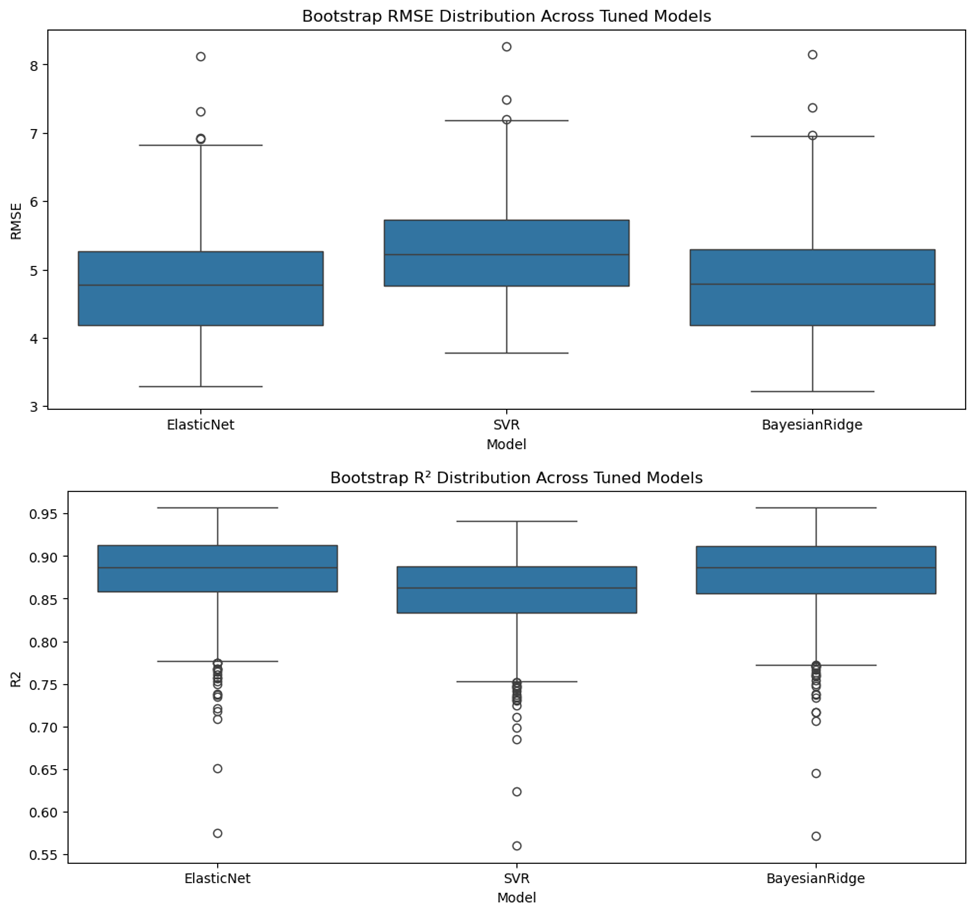 Bootstrap RMSE Distribution Across Tuned Models
8
7
6
5
4
3
RMSE
ElasticNet SVR BayesianRidge
Model
Bootstrap R² Distribution Across Tuned Models
0.95
0.90
0.85
0.80
0.75
0.70
0.65
0.60
0.55
R2
ElasticNet SVR BayesianRidge
Model